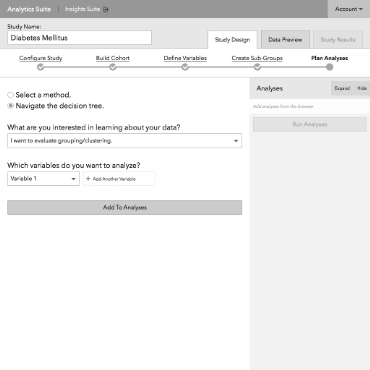 Analytics Suite | Insights Suite Account
Study Name:
Diabetes Mellitus
Study Design Data Preview Study Results
Configure Study Build Cohort Define Variables Create Sub-Groups Plan Analyses
Select a method.
Navigate the decision tree.
Analyses Expand Hide
Add analyses from the browser
Run Analyses
What are you interested in learning about your data?
I want to evaluate grouping/clustering.
Which variables do you want to analyze?
Variable 1 + Add Another Variable
Add To Analyses